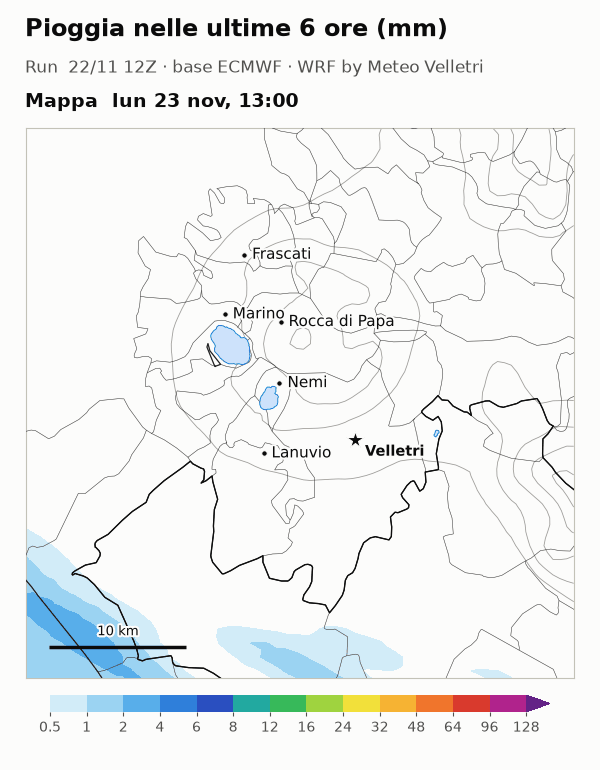 Pioggia nelle ultime 6 ore (mm)
Run  22/11 12Z · base ECMWF · WRF by Meteo Velletri
Mappa  lun 23 nov, 13:00
Frascati
Marino
Rocca di Papa
Nemi
Velletri
Lanuvio
10 km
0.5 1 2 4 6 8 12 16 24 32 48 64 96 128